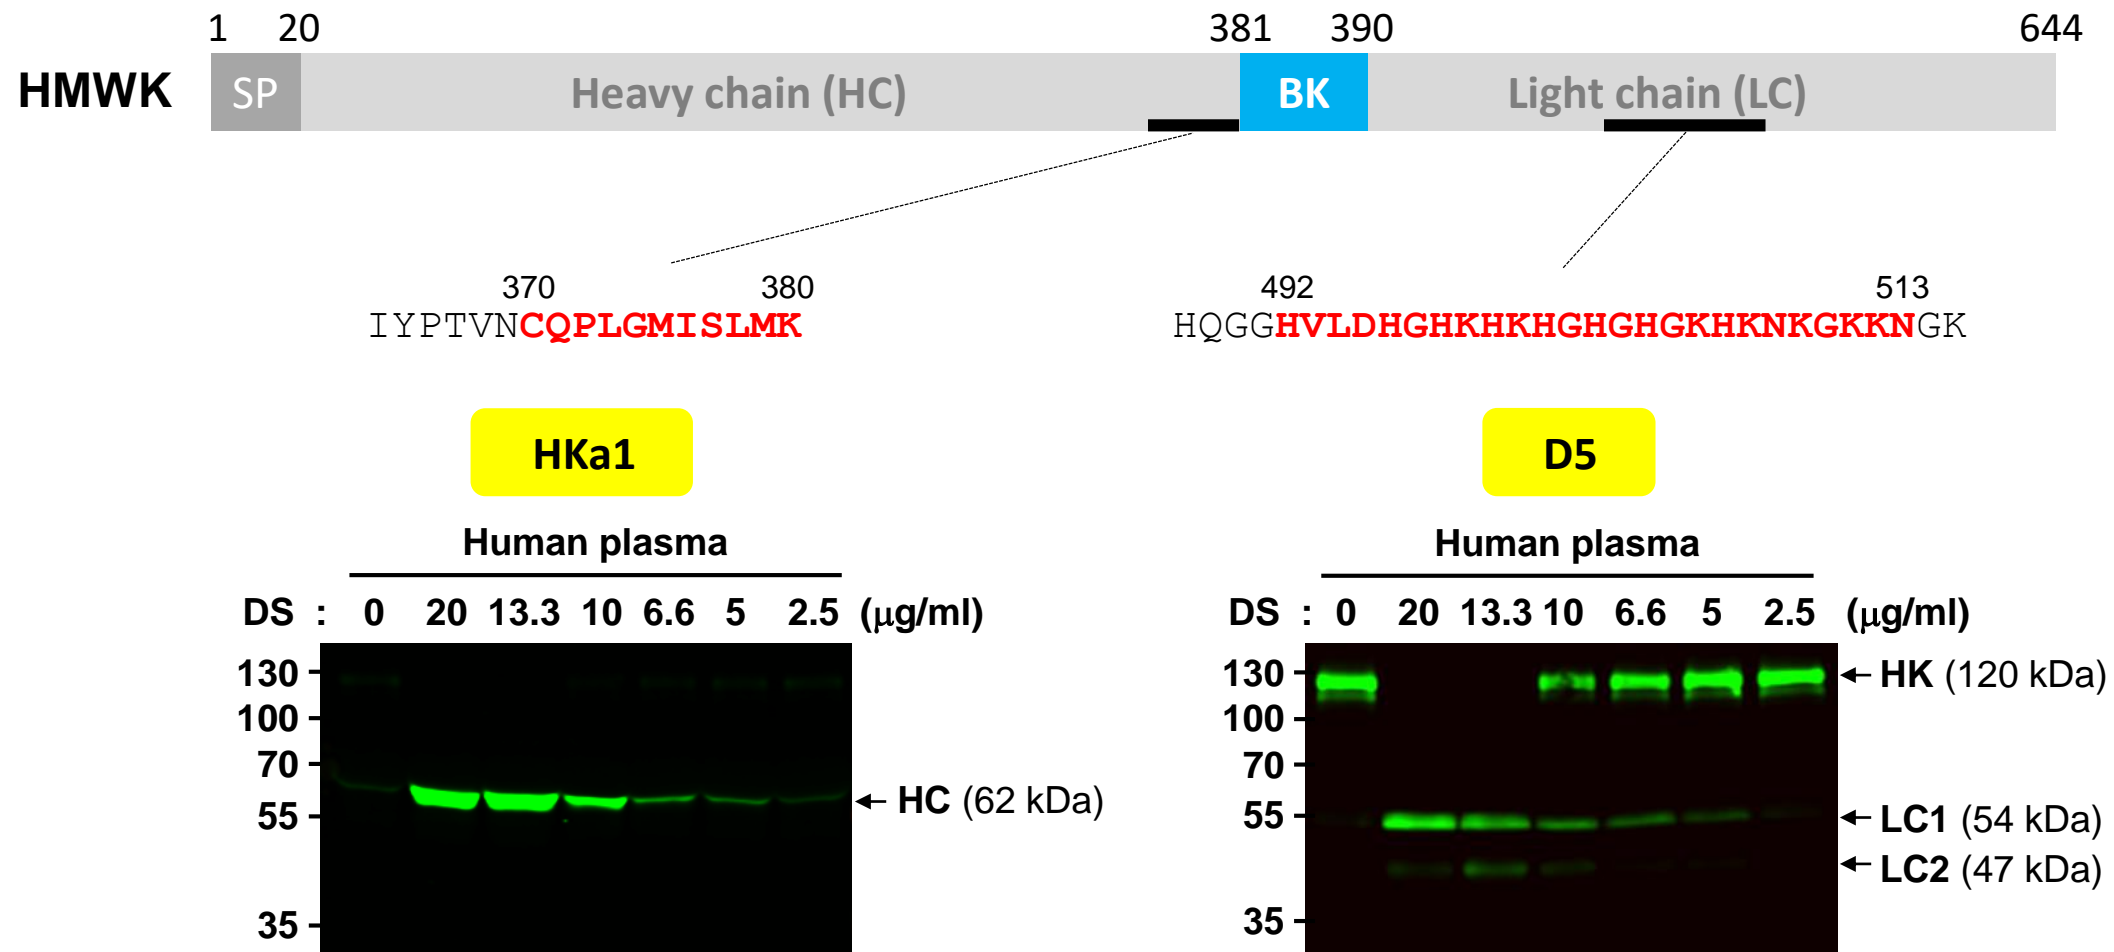 1 20 381 390 644
HMWK SP Heavy chain (HC) BK Light chain (LC)
370 380 492 513
IYPTVNCQPLGMISLMK HQGGHVLDHGHKHKHGHGHGKHKNKGKKNGK
HKa1 D5
Human plasma Human plasma
DS : 0 20 13.3 10 6.6 5 2.5 (μg/ml) DS : 0 20 13.3 10 6.6 5 2.5 (μg/ml)
130 130 HK (120 kDa)
100 100
70 70
55 HC (62 kDa) 55 LC1 (54 kDa)
LC2 (47 kDa)
35 35